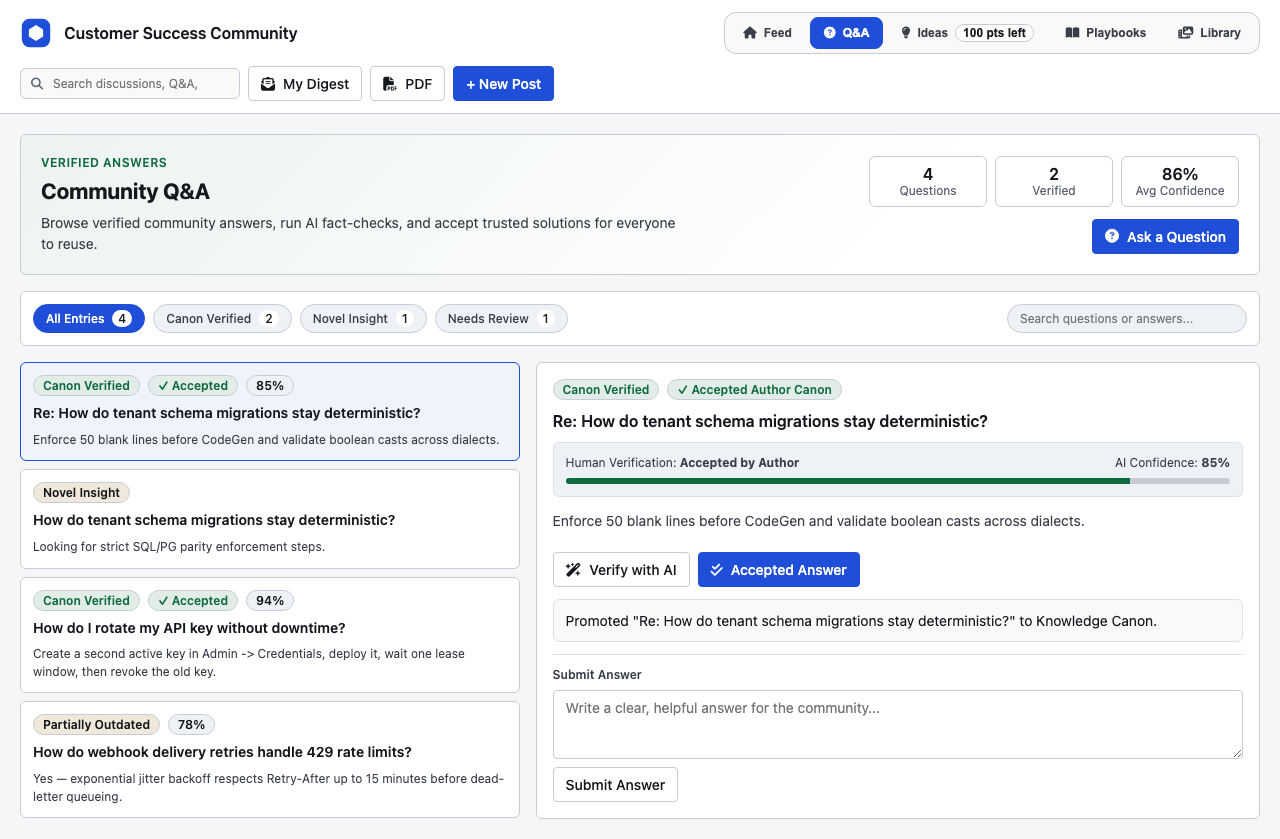 Customer Success Community
Feed
Q&A
Ideas 100 pts left
Playbooks
Library
Search discussions, Q&A,
My Digest
PDF
+ New Post
VERIFIED ANSWERS
Community Q&A
Browse verified community answers, run AI fact-checks, and accept trusted solutions for everyone
to reuse.
4
Questions
2
Verified
86%
Avg Confidence
Ask a Question
All Entries 4
Canon Verified 2
Novel Insight 1
Needs Review 1
Search questions or answers...
Canon Verified ✓ Accepted 85%
Re: How do tenant schema migrations stay deterministic?
Enforce 50 blank lines before CodeGen and validate boolean casts across dialects.
Novel Insight
How do tenant schema migrations stay deterministic?
Looking for strict SQL/PG parity enforcement steps.
Canon Verified ✓ Accepted 94%
How do I rotate my API key without downtime?
Create a second active key in Admin -> Credentials, deploy it, wait one lease
window, then revoke the old key.
Partially Outdated 78%
How do webhook delivery retries handle 429 rate limits?
Yes — exponential jitter backoff respects Retry-After up to 15 minutes before dead-
letter queueing.
Canon Verified ✓ Accepted Author Canon
Re: How do tenant schema migrations stay deterministic?
Human Verification: Accepted by Author
AI Confidence: 85%
Enforce 50 blank lines before CodeGen and validate boolean casts across dialects.
Verify with AI
Accepted Answer
Promoted "Re: How do tenant schema migrations stay deterministic?" to Knowledge Canon.
Submit Answer
Write a clear, helpful answer for the community...
Submit Answer